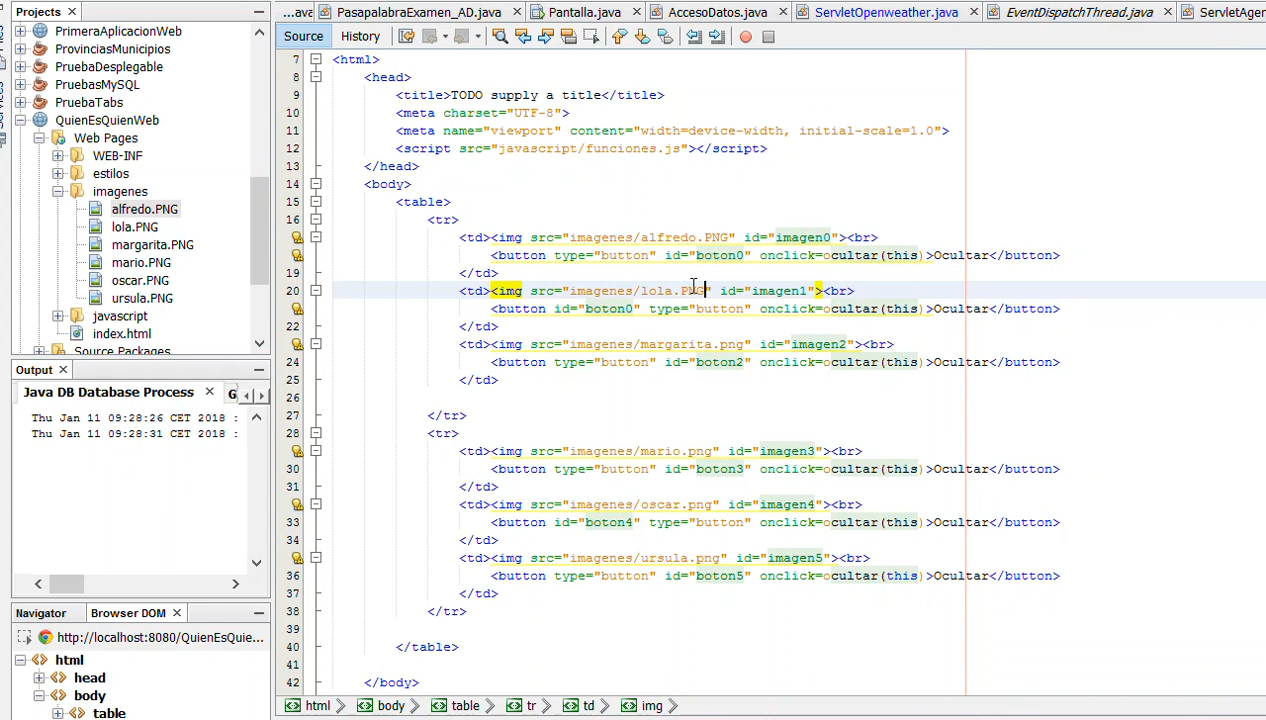 Projects
PrimeraAplicacionWeb
ProvinciasMunicipios
PruebaDesplegable
PruebasMySQL
PruebaTabs
QuienEsQuienWeb
Web Pages
WEB-INF
estilos
imagenes
alfredo.PNG
lola.PNG
margarita.PNG
mario.PNG
oscar.PNG
ursula.PNG
javascript
index.html
Source Packages
Output
Java DB Database Process
G
Thu Jan 11 09:28:26 CET 2018 :
Thu Jan 11 09:28:31 CET 2018 :
Navigator
Browser DOM
http://localhost:8080/QuienEsQuie...
html
head
body
table
...ava PasapalabraExamen_AD.java Pantalla.java AccesoDatos.java ServletOpenweather.java EventDispatchThread.java ServletAgen
Source History
7 <html>
8 <head>
9 <title>TODO supply a title</title>
10 <meta charset="UTF-8">
11 <meta name="viewport" content="width=device-width, initial-scale=1.0">
12 <script src="javascript/funciones.js"></script>
13 </head>
14 <body>
15 <table>
16 <tr>
<td><img src="imagenes/alfredo.PNG" id="imagen0"><br>
<button type="button" id="boton0" onclick=ocultar(this)>Ocultar</button>
19 </td>
20 <td><img src="imagenes/lola.PNG" id="imagen1"><br>
<button id="boton0" type="button" onclick=ocultar(this)>Ocultar</button>
22 </td>
<td><img src="imagenes/margarita.png" id="imagen2"><br>
24 <button type="button" id="boton2" onclick=ocultar(this)>Ocultar</button>
25 </td>
26
27 </tr>
28 <tr>
<td><img src="imagenes/mario.png" id="imagen3"><br>
30 <button type="button" id="boton3" onclick=ocultar(this)>Ocultar</button>
31 </td>
<td><img src="imagenes/oscar.png" id="imagen4"><br>
33 <button id="boton4" type="button" onclick=ocultar(this)>Ocultar</button>
34 </td>
<td><img src="imagenes/ursula.png" id="imagen5"><br>
36 <button type="button" id="boton5" onclick=ocultar(this)>Ocultar</button>
37 </td>
38 </tr>
39
40 </table>
41
42 </body>
html body table tr td img